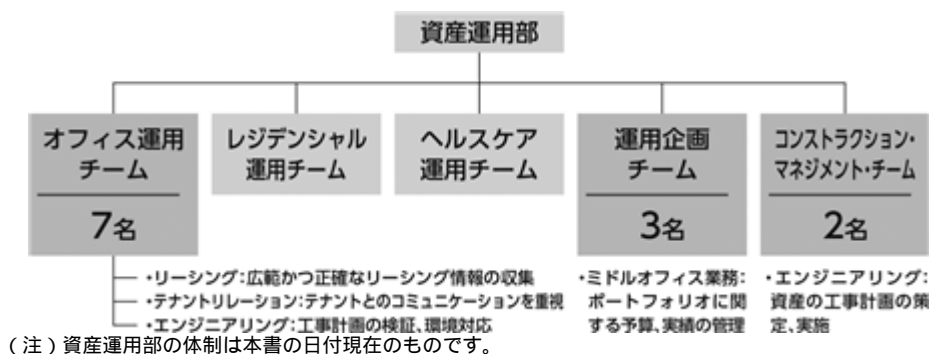 資産運用部
オフィス運用
チーム
7名
レジデンシャル
運用チーム
ヘルスケア
運用チーム
運用企画
チーム
3名
コンストラクション・
マネジメント・チーム
2名
・リーシング：広範かつ正確なリーシング情報の収集
・テナントリレーション：テナントとのコミュニケーションを重視
・エンジニアリング：工事計画の検証、環境対応
・ミドルオフィス業務：
ポートフォリオに関
する予算、実績の管理
・エンジニアリング：
資産の工事計画の策
定、実施
（注）資産運用部の体制は本書の日付現在のものです。